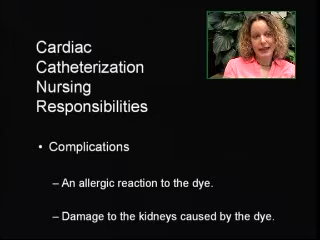 Cardiac
Catheterization
Nursing
Responsibilities
• Complications
– An allergic reaction to the dye.
– Damage to the kidneys caused by the dye.